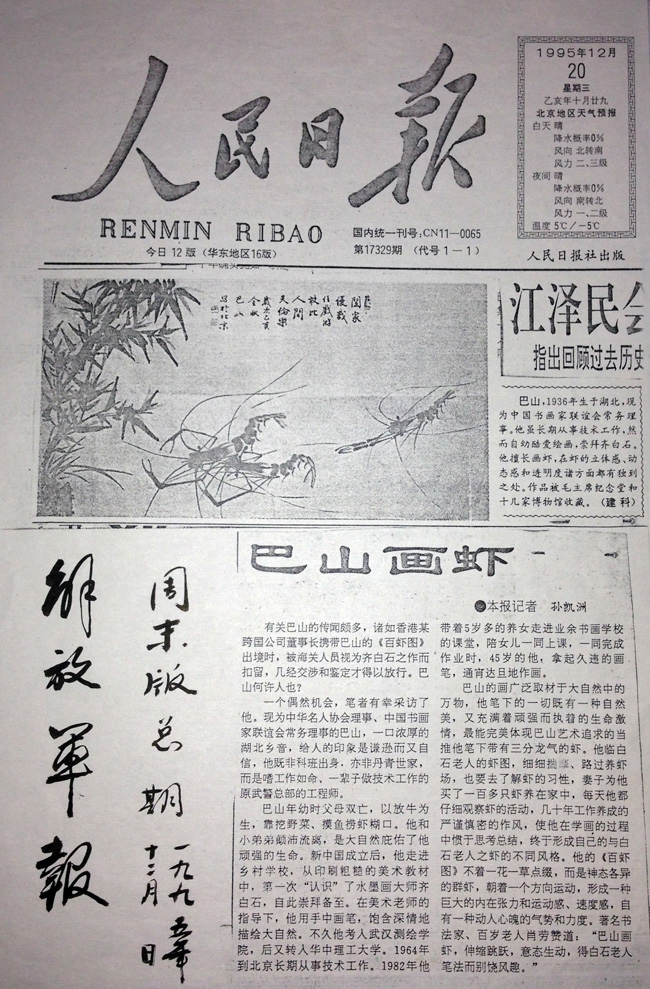 人民日报
RENMIN RIBAO
今日12版（华东地区16版）
国内统一刊号：CN11—0065
第17329期 （代号1—1）
1995年12月
20
星期三
乙亥年十月廿九
北京地区天气预报
白天 晴
降水概率0%
风向 北转南
风力 二、三级
夜间 晴
降水概率0%
风向 南转北
风力 一、二级
温度 5℃/－5℃
人民日报社出版
江泽民会
指出回顾过去历史
巴山，1936年生于湖北，现
为中国书画家联谊会常务理
事。他虽长期从事技术工作，然
而自幼酷爱绘画，崇拜齐白石。
他擅长画虾，在虾的立体感、动
态感和透明度诸方面都有独到
之处。作品被毛主席纪念堂和
十几家博物馆收藏。（建 科）
解放军报
周末版总 期
一九九五年
十二月 日
巴山画虾
本报记者 孙凯洲
有关巴山的传闻颇多，诸如香港某
跨国公司董事长携带巴山的《百虾图》
出境时，被海关人员视为齐白石之作而
扣留，几经交涉和鉴定才得以放行。巴
山何许人也？
一个偶然机会，笔者有幸采访了
他。现为中华名人协会理事、中国书画
家联谊会常务理事的巴山，一口浓厚的
湖北乡音，给人的印象是谦逊而又自
信，他既非科班出身，亦非丹青世家，
而是嗜工作如命、一辈子做技术工作的
原武警总部的工程师。
巴山年幼时父母双亡，以放牛为
生，靠挖野菜、摸鱼捞虾糊口。他和
小弟弟颠沛流离，是大自然庇佑了他
顽强的生命。新中国成立后，他走进
乡村学校，从印刷粗糙的美术教材
中，第一次“认识”了水墨画大师齐
白石，自此崇拜备至。在美术老师的
指导下，他用手中画笔，饱含深情地
描绘大自然。不久他考入武汉测绘学
院，后又转入华中理工大学。1964年
到北京长期从事技术工作。1982年他
带着5岁多的养女走进业余书画学校
的课堂，陪女儿一同上课，一同完成
作业时，45岁的他，拿起久违的画
笔，通宵达旦地作画。
巴山的画广泛取材于大自然中的
万物，他笔下的一切既有一种自然
美，又充满着顽强而执着的生命激
情，最能完美体现巴山艺术追求的当
推他笔下带有三分龙气的虾。他临白
石老人的虾图，细细揣摩、路过养虾
场，也要去了解虾的习性，妻子为他
买了一百多只虾养在家中，每天他都
仔细观察虾的活动，几十年工作养成的
严谨慎密的作风，使他在学画的过程
中惯于思考总结，终于形成自己的与白
石老人之虾的不同风格。他的《百虾
图》不着一花一草点缀，而是神态各异
的群虾，朝着一个方向运动，形成一种
巨大的内在张力和运动感、速度感，自
有一种动人心魄的气势和力度。著名书
法家、百岁老人肖劳赞道：“巴山画
虾，伸缩跳跃，意态生动，得白石老人
笔法而别饶风趣。”